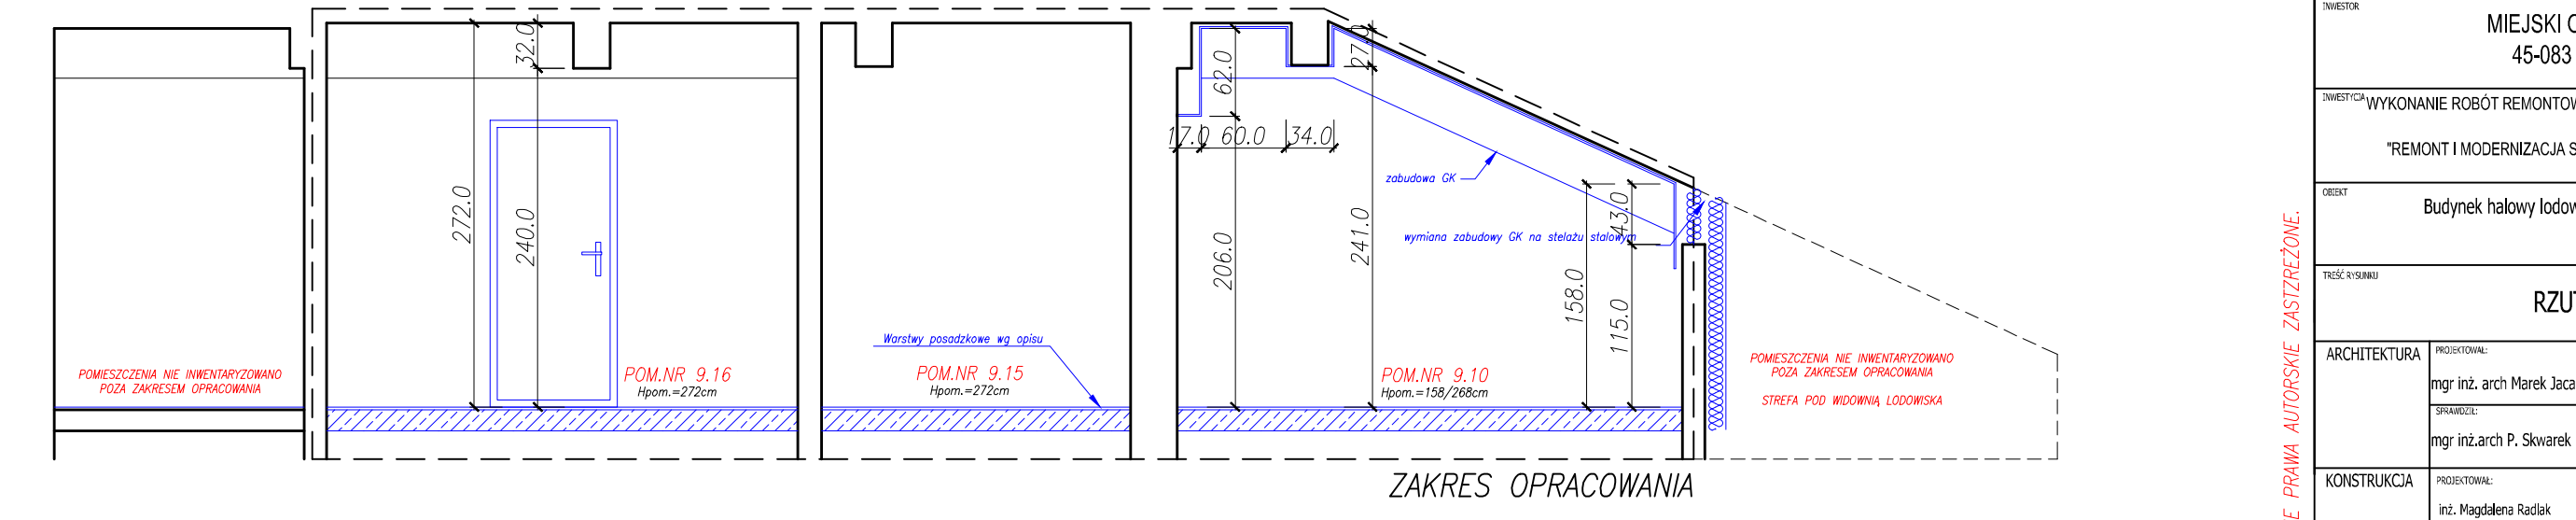 32.0
272.0
240.0
POMIESZCZENIA NIE INWENTARYZOWANO
POZA ZAKRESEM OPRACOWANIA
POM.NR 9.16
Hpom.=272cm
Warstwy posadzkowe wg opisu
POM.NR 9.15
Hpom.=272cm
62.0
17.0 60.0 34.0
27.0
206.0
241.0
zabudowa GK
wymiana zabudowy GK na stelażu stalowym
158.0
43.0
115.0
POM.NR 9.10
Hpom.=158/268cm
POMIESZCZENIA NIE INWENTARYZOWANO
POZA ZAKRESEM OPRACOWANIA
STREFA POD WIDOWNIĄ LODOWISKA
ZAKRES OPRACOWANIA
PRAWA AUTORSKIE ZASTRZEŻONE.
INWESTOR
MIEJSKI
45-083
INWESTYCJA
WYKONANIE ROBÓT REMONTOW
"REMONT I MODERNIZACJA S
OBIEKT
Budynek halowy lodow
TREŚĆ RYSUNKU
RZUT
ARCHITEKTURA
PROJEKTOWAŁ:
mgr inż. arch Marek Jaca
SPRAWDZIŁ:
mgr inż.arch P. Skwarek
KONSTRUKCJA
PROJEKTOWAŁ:
inż. Magdalena Radlak